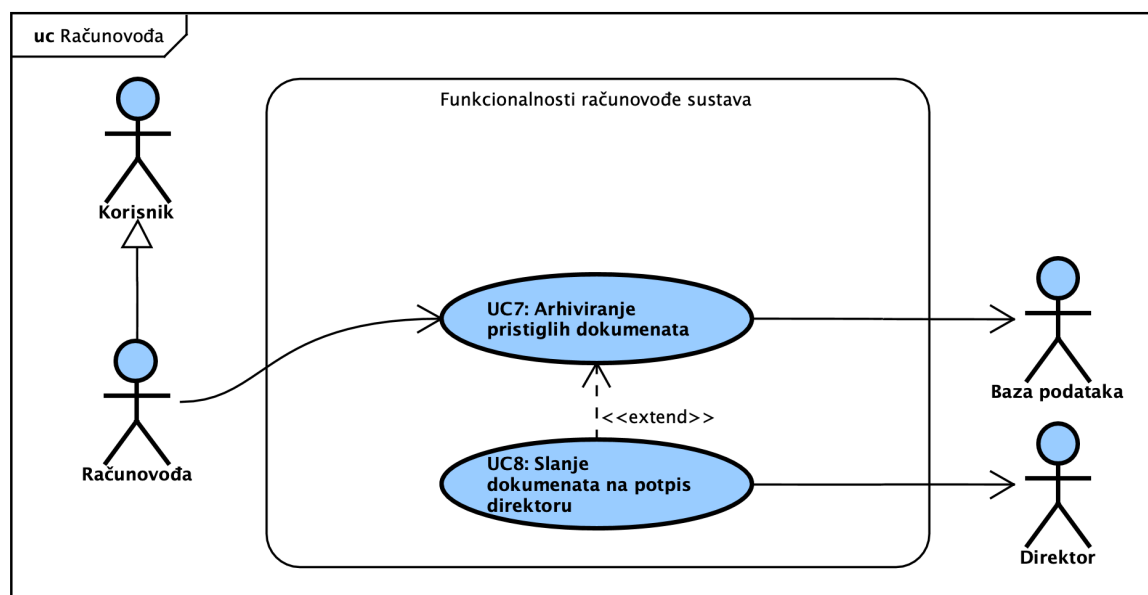 uc Računovođa
Funkcionalnosti računovođe sustava
Korisnik
UC7: Arhiviranje
pristiglih dokumenata
Baza podataka
<<extend>>
Računovođa
UC8: Slanje
dokumenata na potpis
direktoru
Direktor